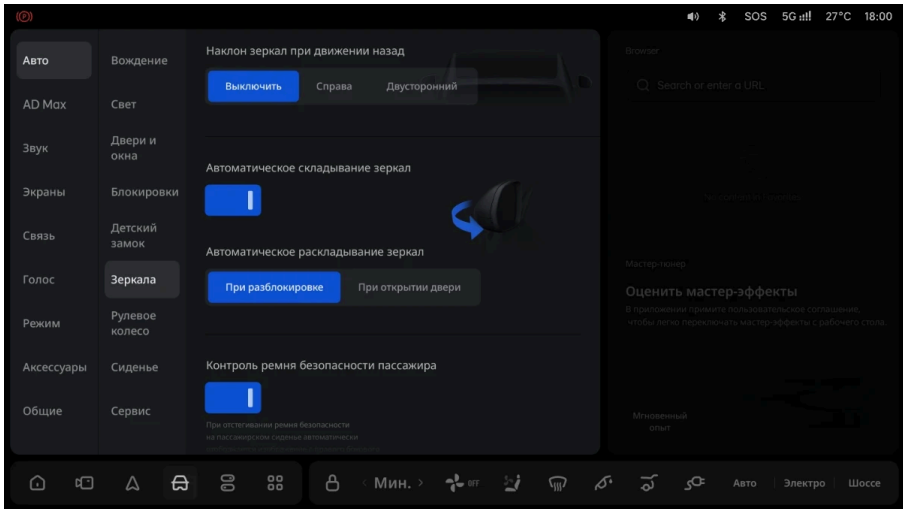 (P)
SOS 5G 27°C 18:00
Авто
AD Max
Звук
Экраны
Связь
Голос
Режим
Аксессуары
Общие
Вождение
Свет
Двери и
окна
Блокировки
Детский
замок
Зеркала
Рулевое
колесо
Сиденье
Сервис
Наклон зеркал при движении назад
Выключить Справа Двусторонний
Автоматическое складывание зеркал
Автоматическое раскладывание зеркал
При разблокировке При открытии двери
Контроль ремня безопасности пассажира
При отстегивании ремня безопасности
на пассажирском сиденье автоматически
Browser
Search or enter a URL
Мастер-тюнер
Оценить мастер-эффекты
В приложении примите пользовательское соглашение,
чтобы легко переключать мастер-эффекты с рабочего стола.
Мгновенный
опыт
< Мин. > OFF Авто Электро Шоссе